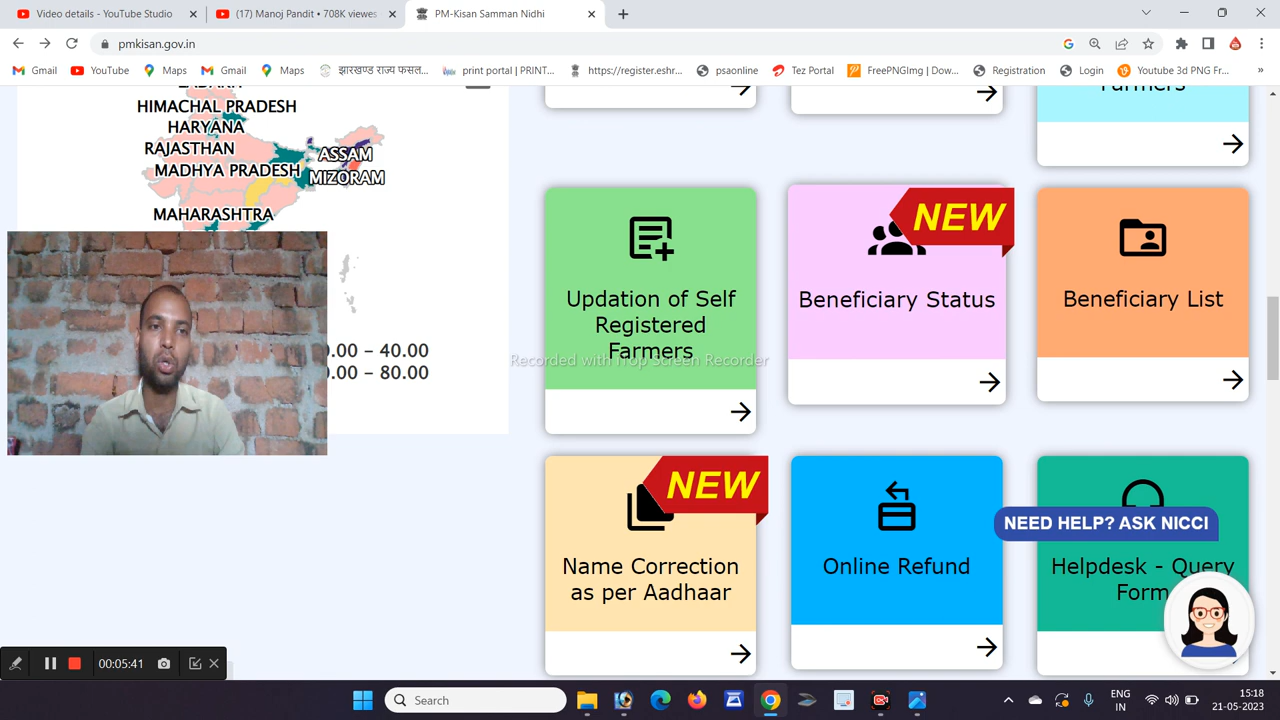 Video details - YouTube Studio
(17) Manoj Pandit • 708K viewes
PM-Kisan Samman Nidhi
pmkisan.gov.in
Gmail
YouTube
Maps
Gmail
Maps
झारखण्ड राज्य फसल...
print portal | PRINT...
https://register.eshr...
psaonline
Tez Portal
FreePNGImg | Dow...
Registration
Login
Youtube 3d PNG Fr...
»
LADAKH
HIMACHAL PRADESH
HARYANA
RAJASTHAN
ASSAM
MADHYA PRADESH
MIZORAM
MAHARASHTRA
0.00 – 40.00
0.00 – 80.00
Farmers
Updation of Self
Registered
Farmers
NEW
Beneficiary Status
Beneficiary List
Recorded with iTop Screen Recorder
NEW
Name Correction
as per Aadhaar
Online Refund
NEED HELP? ASK NICCI
Helpdesk - Query
Form
00:05:41
Search
ENG
IN
15:18
21-05-2023